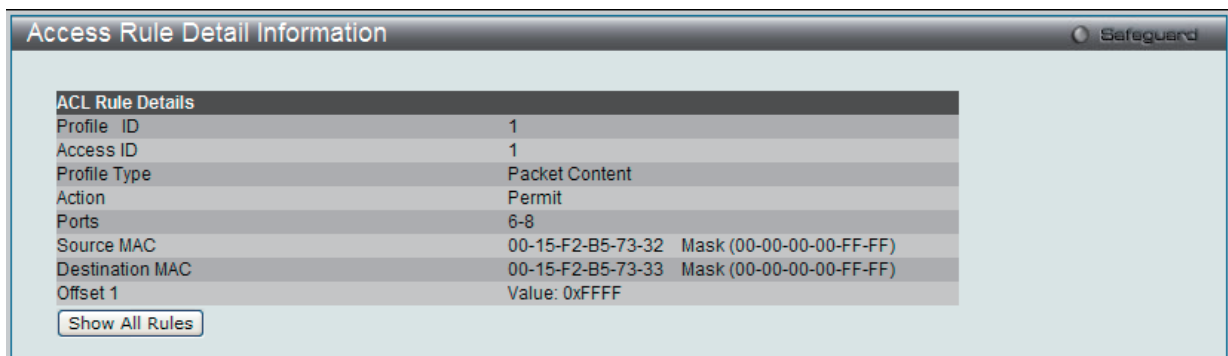 Access Rule Detail Information
Safeguard
ACL Rule Details
Profile ID 1
Access ID 1
Profile Type Packet Content
Action Permit
Ports 6-8
Source MAC 00-15-F2-B5-73-32 Mask (00-00-00-00-FF-FF)
Destination MAC 00-15-F2-B5-73-33 Mask (00-00-00-00-FF-FF)
Offset 1 Value: 0xFFFF
Show All Rules